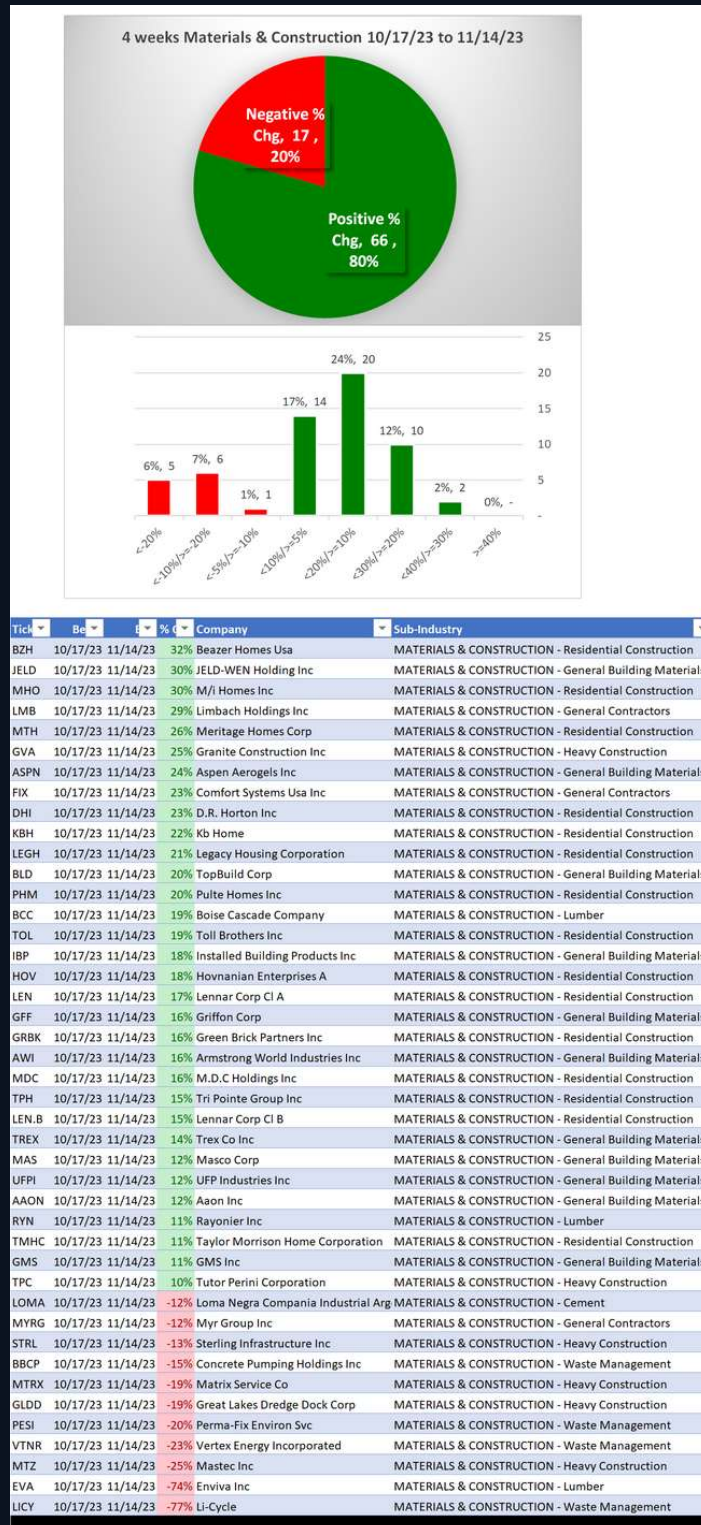 4 weeks Materials & Construction 10/17/23 to 11/14/23
Negative %
Chg, 17 ,
20%
Positive %
Chg, 66 ,
80%
25
20
15
10
5
-
6%, 5
7%, 6
1%, 1
17%, 14
24%, 20
12%, 10
2%, 2
0%, -
<-20%
<-10%/>=-20%
<-5%/>=-10%
<10%/>=5%
<20%/>=10%
<30%/>=20%
<40%/>=30%
>=40%
Tick Be E % C Company Sub-Industry
BZH 10/17/23 11/14/23 32% Beazer Homes Usa MATERIALS & CONSTRUCTION - Residential Construction
JELD 10/17/23 11/14/23 30% JELD-WEN Holding Inc MATERIALS & CONSTRUCTION - General Building Materials
MHO 10/17/23 11/14/23 30% M/i Homes Inc MATERIALS & CONSTRUCTION - Residential Construction
LMB 10/17/23 11/14/23 29% Limbach Holdings Inc MATERIALS & CONSTRUCTION - General Contractors
MTH 10/17/23 11/14/23 26% Meritage Homes Corp MATERIALS & CONSTRUCTION - Residential Construction
GVA 10/17/23 11/14/23 25% Granite Construction Inc MATERIALS & CONSTRUCTION - Heavy Construction
ASPN 10/17/23 11/14/23 24% Aspen Aerogels Inc MATERIALS & CONSTRUCTION - General Building Materials
FIX 10/17/23 11/14/23 23% Comfort Systems Usa Inc MATERIALS & CONSTRUCTION - General Contractors
DHI 10/17/23 11/14/23 23% D.R. Horton Inc MATERIALS & CONSTRUCTION - Residential Construction
KBH 10/17/23 11/14/23 22% Kb Home MATERIALS & CONSTRUCTION - Residential Construction
LEGH 10/17/23 11/14/23 21% Legacy Housing Corporation MATERIALS & CONSTRUCTION - Residential Construction
BLD 10/17/23 11/14/23 20% TopBuild Corp MATERIALS & CONSTRUCTION - General Building Materials
PHM 10/17/23 11/14/23 20% Pulte Homes Inc MATERIALS & CONSTRUCTION - Residential Construction
BCC 10/17/23 11/14/23 19% Boise Cascade Company MATERIALS & CONSTRUCTION - Lumber
TOL 10/17/23 11/14/23 19% Toll Brothers Inc MATERIALS & CONSTRUCTION - Residential Construction
IBP 10/17/23 11/14/23 18% Installed Building Products Inc MATERIALS & CONSTRUCTION - General Building Materials
HOV 10/17/23 11/14/23 18% Hovnanian Enterprises A MATERIALS & CONSTRUCTION - Residential Construction
LEN 10/17/23 11/14/23 17% Lennar Corp Cl A MATERIALS & CONSTRUCTION - Residential Construction
GFF 10/17/23 11/14/23 16% Griffon Corp MATERIALS & CONSTRUCTION - General Building Materials
GRBK 10/17/23 11/14/23 16% Green Brick Partners Inc MATERIALS & CONSTRUCTION - Residential Construction
AWI 10/17/23 11/14/23 16% Armstrong World Industries Inc MATERIALS & CONSTRUCTION - General Building Materials
MDC 10/17/23 11/14/23 16% M.D.C Holdings Inc MATERIALS & CONSTRUCTION - Residential Construction
TPH 10/17/23 11/14/23 15% Tri Pointe Group Inc MATERIALS & CONSTRUCTION - Residential Construction
LEN.B 10/17/23 11/14/23 15% Lennar Corp Cl B MATERIALS & CONSTRUCTION - Residential Construction
TREX 10/17/23 11/14/23 14% Trex Co Inc MATERIALS & CONSTRUCTION - General Building Materials
MAS 10/17/23 11/14/23 12% Masco Corp MATERIALS & CONSTRUCTION - General Building Materials
UFPI 10/17/23 11/14/23 12% UFP Industries Inc MATERIALS & CONSTRUCTION - General Building Materials
AAON 10/17/23 11/14/23 12% Aaon Inc MATERIALS & CONSTRUCTION - General Building Materials
RYN 10/17/23 11/14/23 11% Rayonier Inc MATERIALS & CONSTRUCTION - Lumber
TMHC 10/17/23 11/14/23 11% Taylor Morrison Home Corporation MATERIALS & CONSTRUCTION - Residential Construction
GMS 10/17/23 11/14/23 11% GMS Inc MATERIALS & CONSTRUCTION - General Building Materials
TPC 10/17/23 11/14/23 10% Tutor Perini Corporation MATERIALS & CONSTRUCTION - Heavy Construction
LOMA 10/17/23 11/14/23 -12% Loma Negra Compania Industrial Arg MATERIALS & CONSTRUCTION - Cement
MYRG 10/17/23 11/14/23 -12% Myr Group Inc MATERIALS & CONSTRUCTION - General Contractors
STRL 10/17/23 11/14/23 -13% Sterling Infrastructure Inc MATERIALS & CONSTRUCTION - Heavy Construction
BBCP 10/17/23 11/14/23 -15% Concrete Pumping Holdings Inc MATERIALS & CONSTRUCTION - Waste Management
MTRX 10/17/23 11/14/23 -19% Matrix Service Co MATERIALS & CONSTRUCTION - Heavy Construction
GLDD 10/17/23 11/14/23 -19% Great Lakes Dredge Dock Corp MATERIALS & CONSTRUCTION - Heavy Construction
PESI 10/17/23 11/14/23 -20% Perma-Fix Environ Svc MATERIALS & CONSTRUCTION - Waste Management
VTNR 10/17/23 11/14/23 -23% Vertex Energy Incorporated MATERIALS & CONSTRUCTION - Waste Management
MTZ 10/17/23 11/14/23 -25% Mastec Inc MATERIALS & CONSTRUCTION - Heavy Construction
EVA 10/17/23 11/14/23 -74% Enviva Inc MATERIALS & CONSTRUCTION - Lumber
LICY 10/17/23 11/14/23 -77% Li-Cycle MATERIALS & CONSTRUCTION - Waste Management